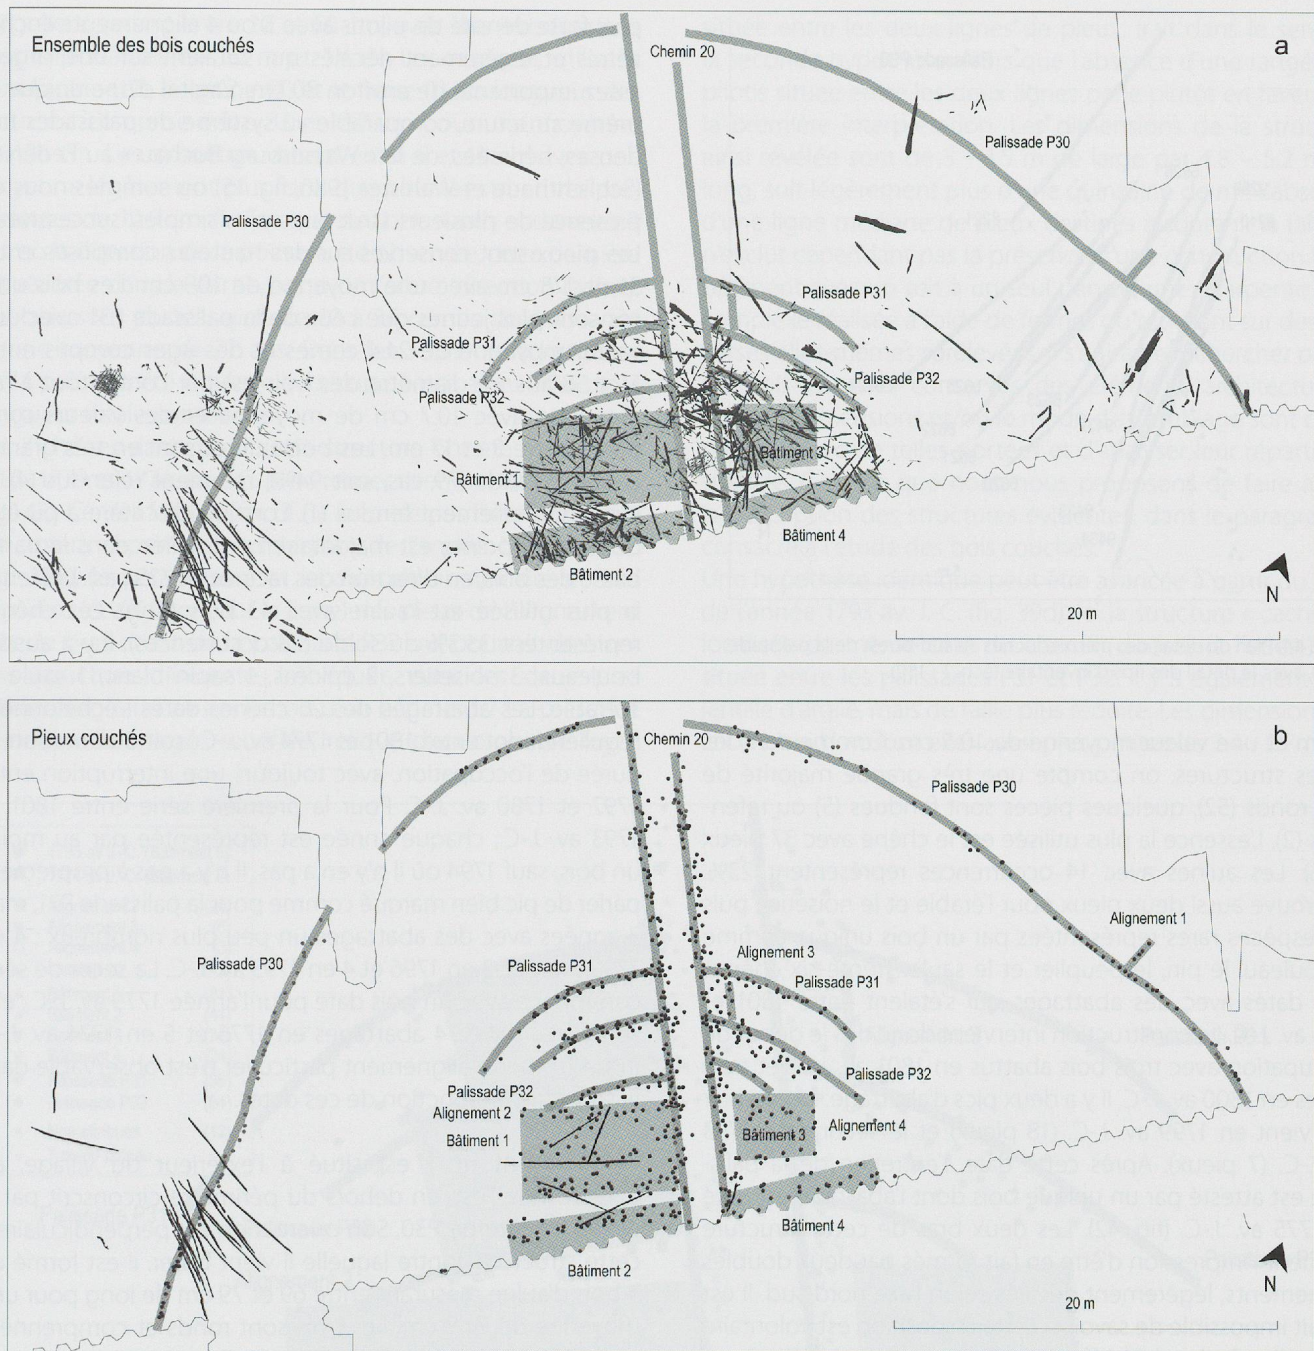 Ensemble des bois couchés
a
Chemin 20
Palissade P30
Palissade P30
Palissade P31
Palissade P31
Palissade P32
Palissade P32
Bâtiment 1
Bâtiment 3
Bâtiment 4
Bâtiment 2
N
20 m
Pieux couchés
b
Chemin 20
Palissade P30
Alignement 1
Palissade P30
Palissade P31
Alignement 3
Palissade P31
Palissade P32
Palissade P32
Alignement 2
Bâtiment 1
Alignement 4
Bâtiment 3
Bâtiment 4
Bâtiment 2
N
20 m